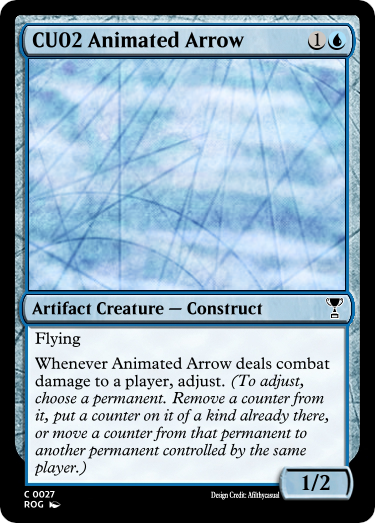 CU02 Animated Arrow 1
Artifact Creature — Construct
Flying
Whenever Animated Arrow deals combat
damage to a player, adjust. (To adjust,
choose a permanent. Remove a counter from
it, put a counter on it of a kind already there,
or move a counter from that permanent to
another permanent controlled by the same
player.)
1/2
C 0027
ROG
Design Credit: Afilthycasual